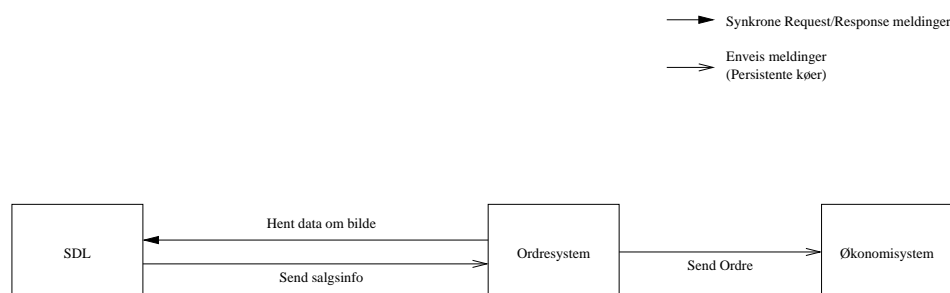 Synkrone Request/Response meldinger
Enveis meldinger
(Persistente køer)
Hent data om bilde
SDL
Ordresystem
Økonomisystem
Send Ordre
Send salgsinfo